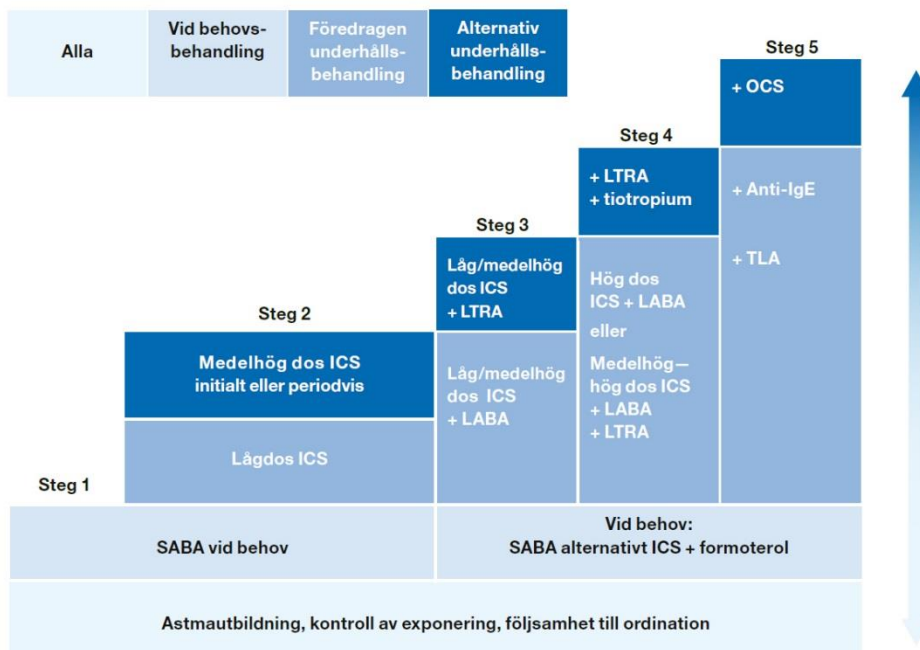 Alla
Vid behovs-
behandling
Föredragen
underhålls-
behandling
Alternativ
underhålls-
behandling
Steg 5
+ OCS
+ Anti-IgE
+ TLA
Steg 4
+ LTRA
+ tiotropium
Hög dos
ICS + LABA
eller
Medelhög—
hög dos ICS
+ LABA
+ LTRA
Steg 3
Låg/medelhög
dos ICS
+ LTRA
Låg/medelhög
dos ICS
+ LABA
Steg 2
Medelhög dos ICS
initialt eller periodvis
Lågdos ICS
Steg 1
SABA vid behov
Vid behov:
SABA alternativt ICS + formoterol
Astmautbildning, kontroll av exponering, följsamhet till ordination